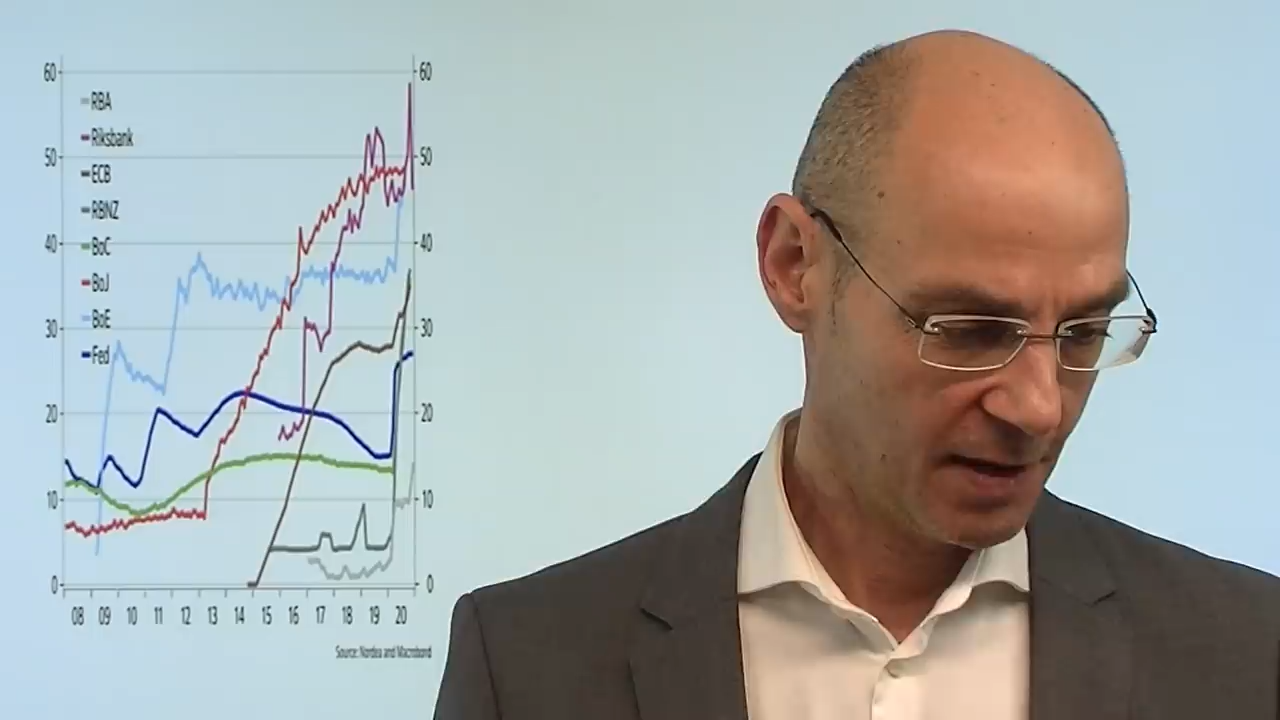 60 60
RBA
Riksbank
50 50
ECB
RBNZ
40 BoC 40
BoJ
30 BoE 30
Fed
20 20
10 10
0 0
08 09 10 11 12 13 14 15 16 17 18 19 20
Source: Nordea and Macrobond